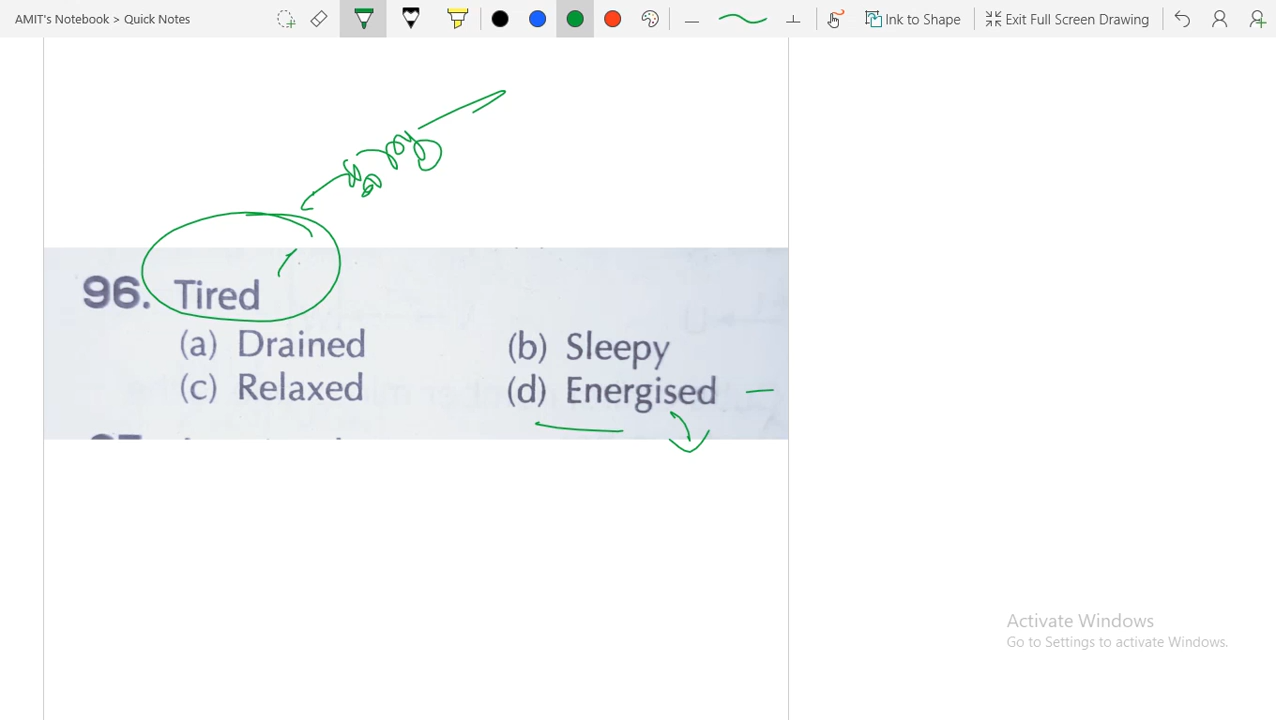 AMIT's Notebook > Quick Notes
Ink to Shape
Exit Full Screen Drawing
96. Tired
(a) Drained (b) Sleepy
(c) Relaxed (d) Energised
Activate Windows
Go to Settings to activate Windows.